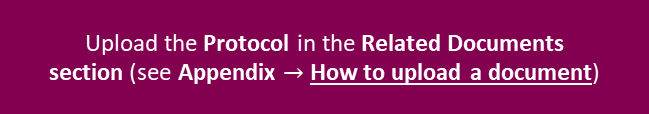 Upload the Protocol in the Related Documents
section (see Appendix → How to upload a document)